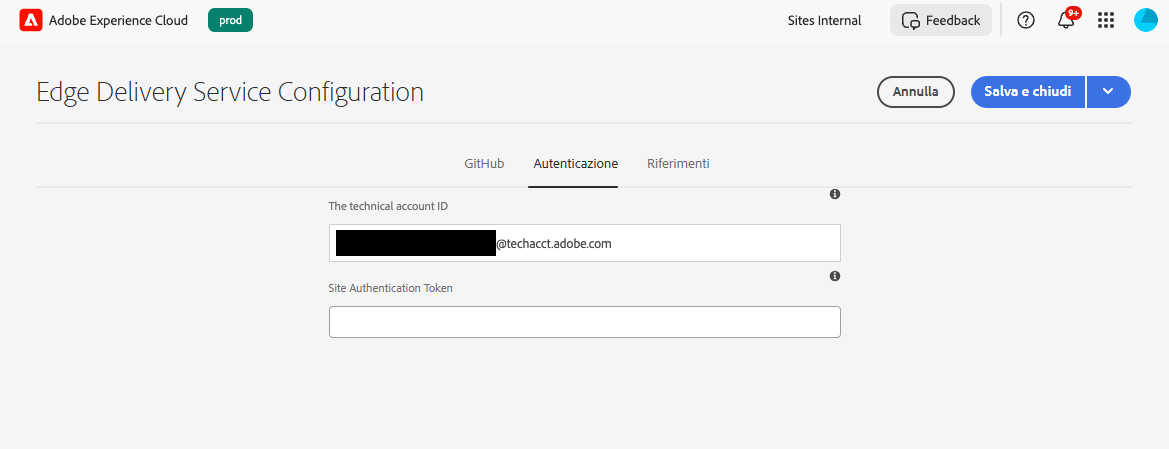 Adobe Experience Cloud prod Sites Internal Feedback 9+
Edge Delivery Service Configuration Annulla Salva e chiudi
GitHub Autenticazione Riferimenti
The technical account ID
@techacct.adobe.com
Site Authentication Token